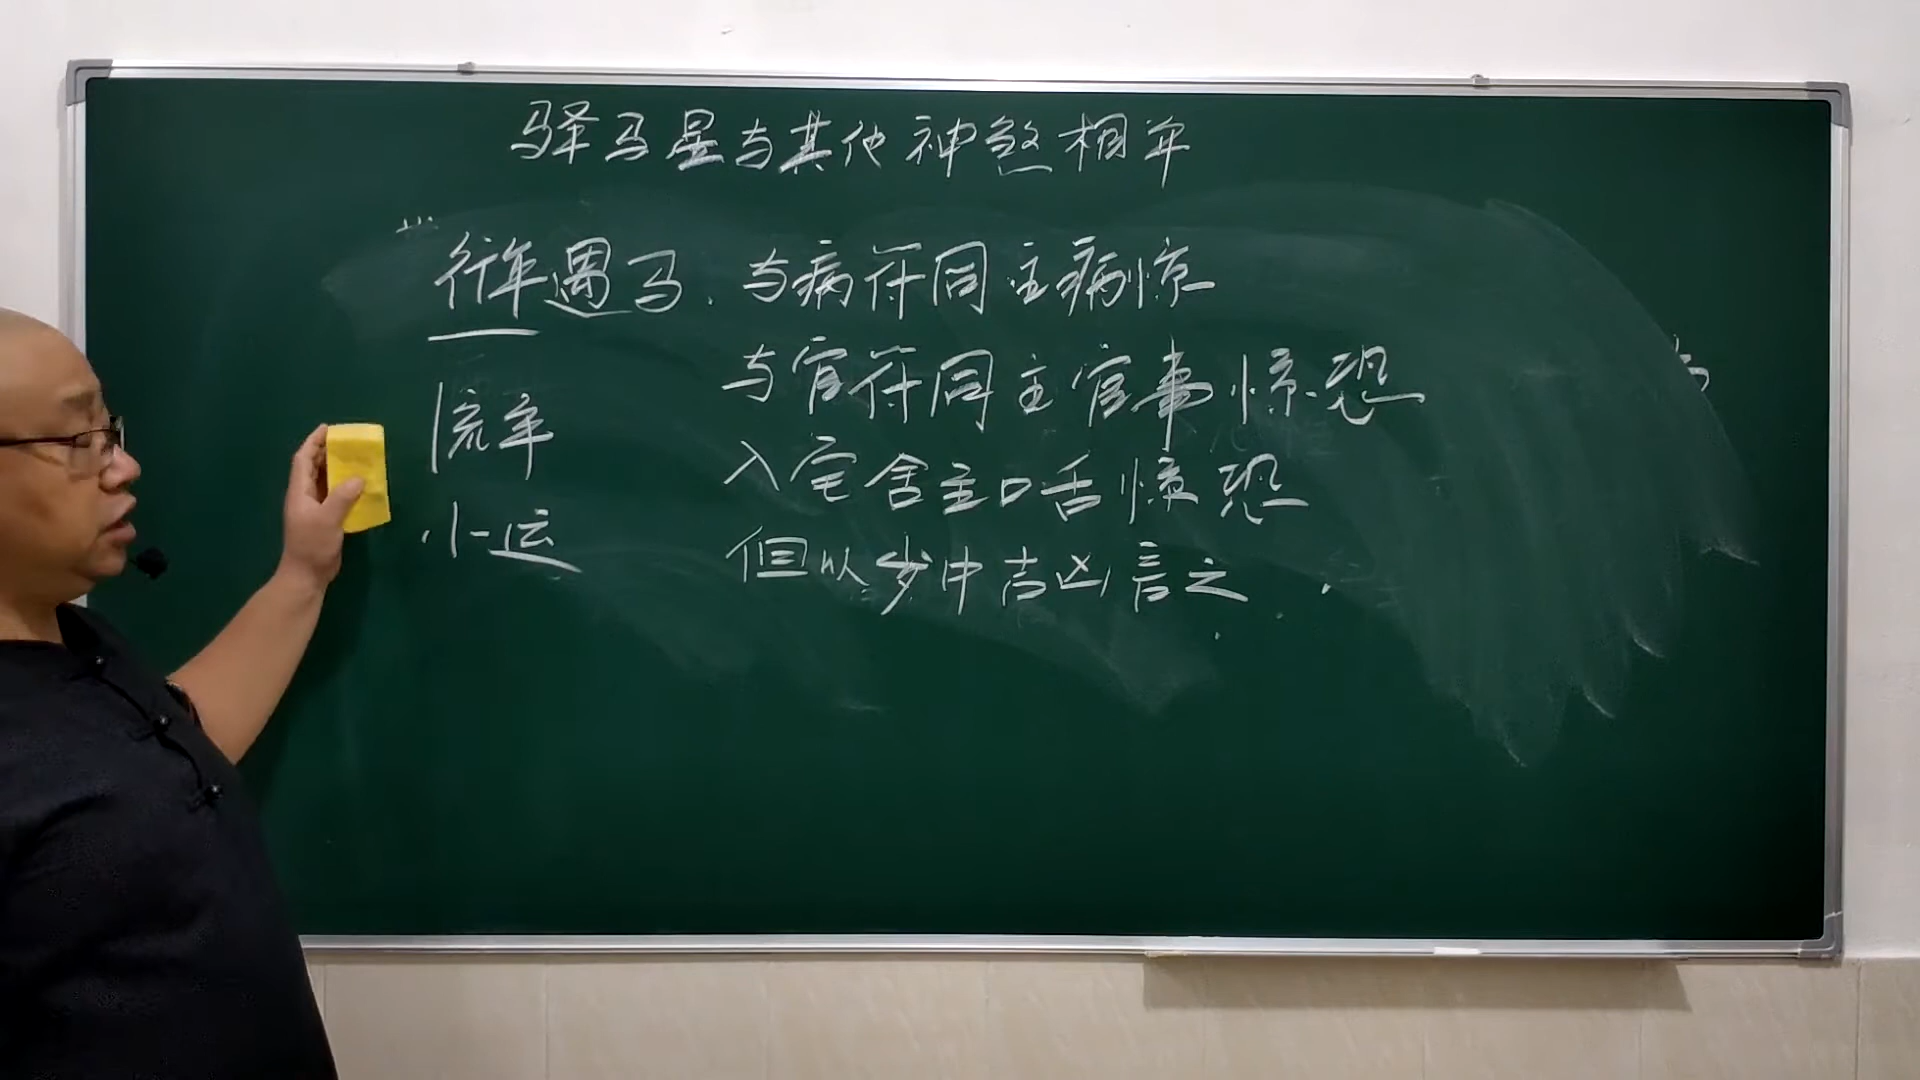 驿马星与其他神煞相并
行年遇马.与病符同主病惊
与官符同主官事惊恐
入宅舍主口舌惊恐
但以岁中吉凶言之.
流年
小运